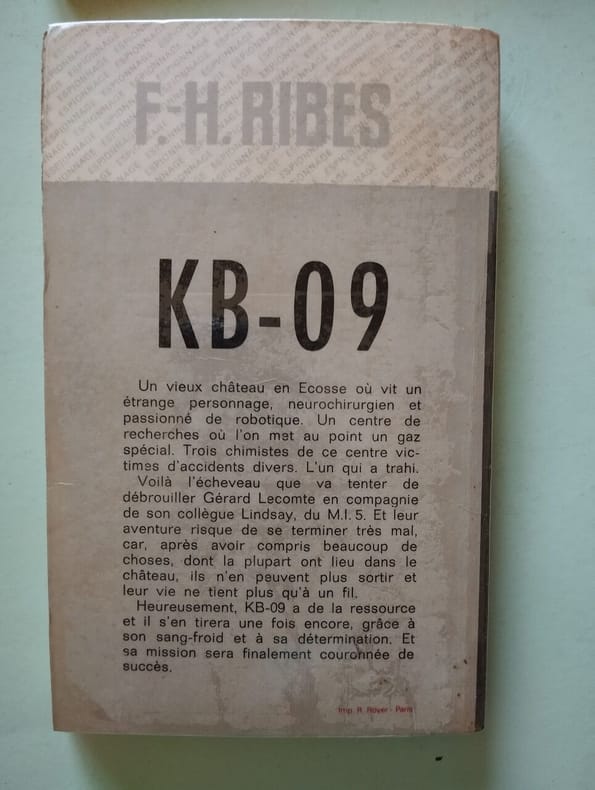 ESPIONNAGE ESPIONNAGE ESPIONNAGE
F.-H. RIBES
KB-09
Un vieux château en Ecosse où vit un
étrange personnage, neurochirurgien et
passionné de robotique. Un centre de
recherches où l'on met au point un gaz
spécial. Trois chimistes de ce centre vic-
times d'accidents divers. L'un qui a trahi.
Voilà l'écheveau que va tenter de
débrouiller Gérard Lecomte en compagnie
de son collègue Lindsay, du M.I. 5. Et leur
aventure risque de se terminer très mal,
car, après avoir compris beaucoup de
choses, dont la plupart ont lieu dans le
château, ils n'en peuvent plus sortir et
leur vie ne tient plus qu'à un fil.
Heureusement, KB-09 a de la ressource
et il s'en tirera une fois encore, grâce à
son sang-froid et à sa détermination. Et
sa mission sera finalement couronnée de
succès.
Imp. R. Royer - Paris